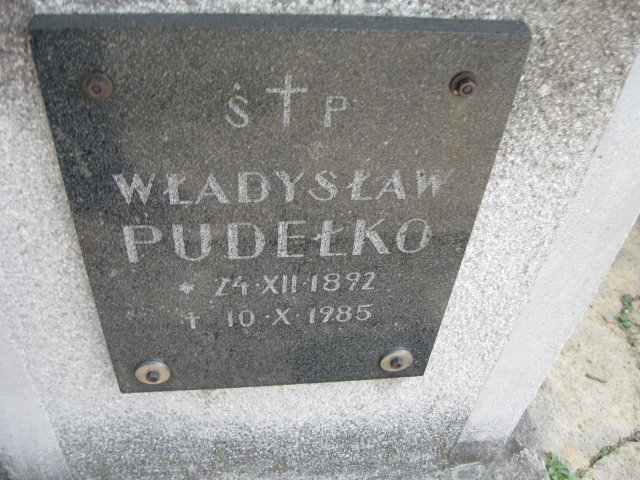 Ś † P
WŁADYSŁAW
PUDEŁKO
* 24·XII·1892
† 10·X·1985